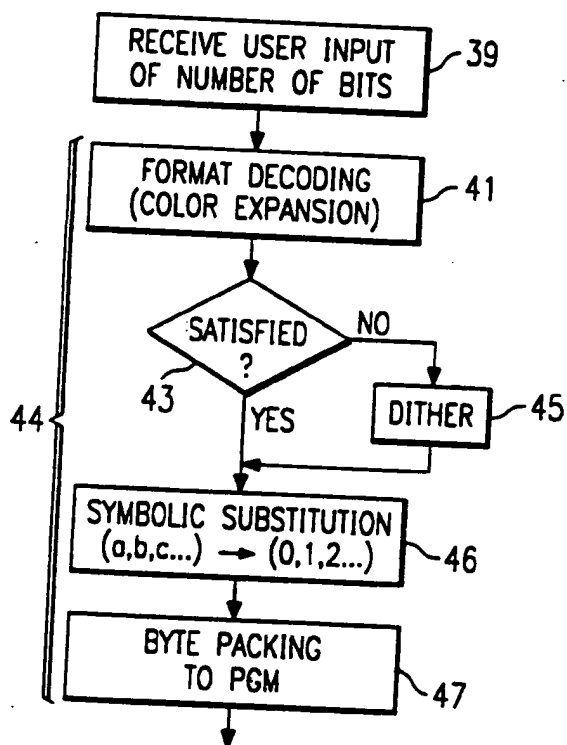 RECEIVE USER INPUT
OF NUMBER OF BITS
39
FORMAT DECODING
(COLOR EXPANSION)
41
SATISFIED
?
NO
43
YES
DITHER
45
44
SYMBOLIC SUBSTITUTION
(a,b,c...) → (0,1,2...)
46
BYTE PACKING
TO PGM
47